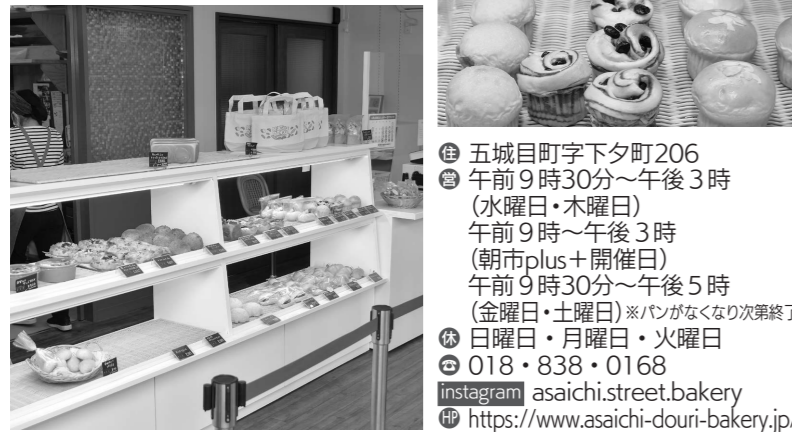 住 五城目町字下夕町206
営 午前9時30分～午後3時
（水曜日・木曜日）
午前9時～午後3時
（朝市plus＋開催日）
午前9時30分～午後5時
（金曜日・土曜日）※パンがなくなり次第終了
休 日曜日・月曜日・火曜日
☎ 018・838・0168
instagram asaichi.street.bakery
HP https://www.asaichi-douri-bakery.jp/